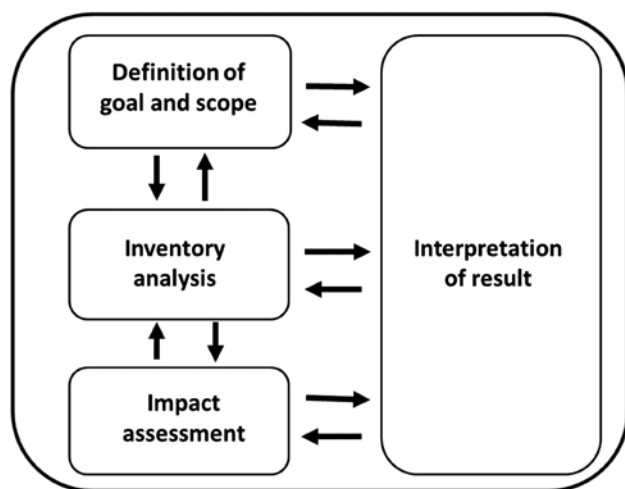 Definition of
goal and scope
Inventory
analysis
Impact
assessment
Interpretation
of result